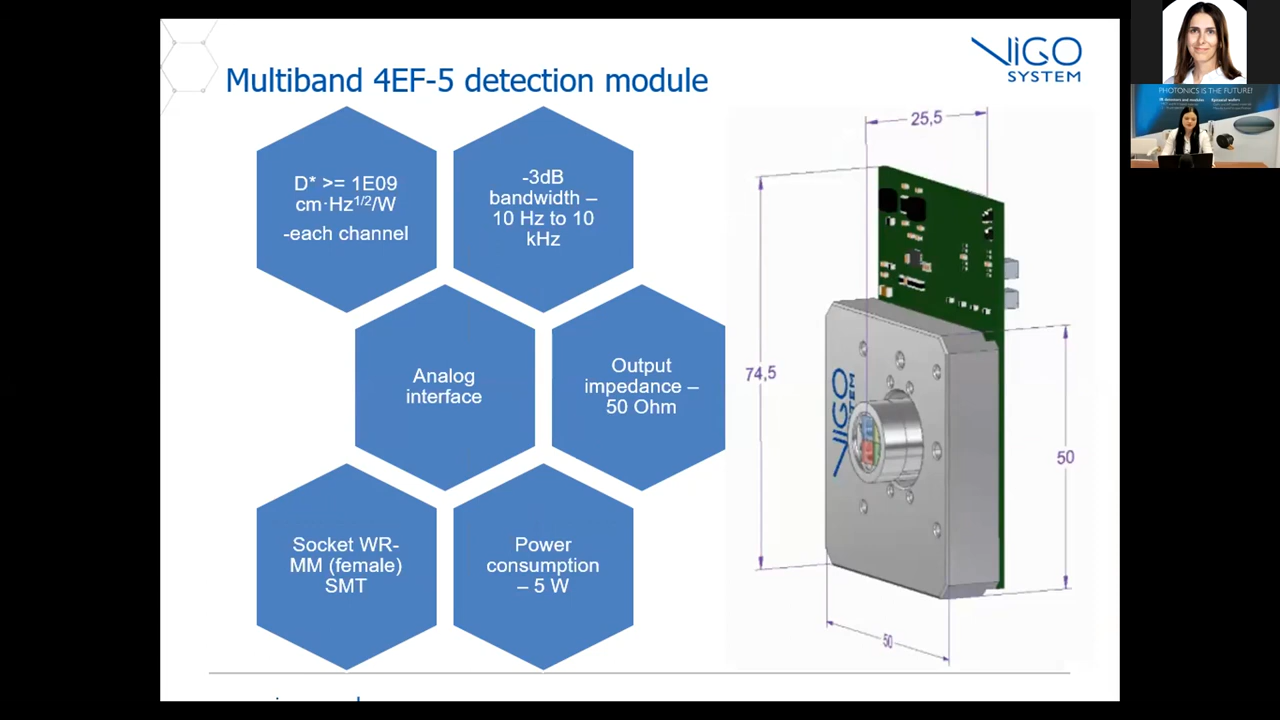 Multiband 4EF-5 detection module
VIGO
SYSTEM
D* >= 1E09
cm·Hz¹ᐟ²/W
-each channel
-3dB
bandwidth –
10 Hz to 10
kHz
Analog
interface
Output
impedance –
50 Ohm
Socket WR-
MM (female)
SMT
Power
consumption
– 5 W
25,5
74,5
50
50
VIGO
SYSTEM
PHOTONICS IS THE FUTURE!